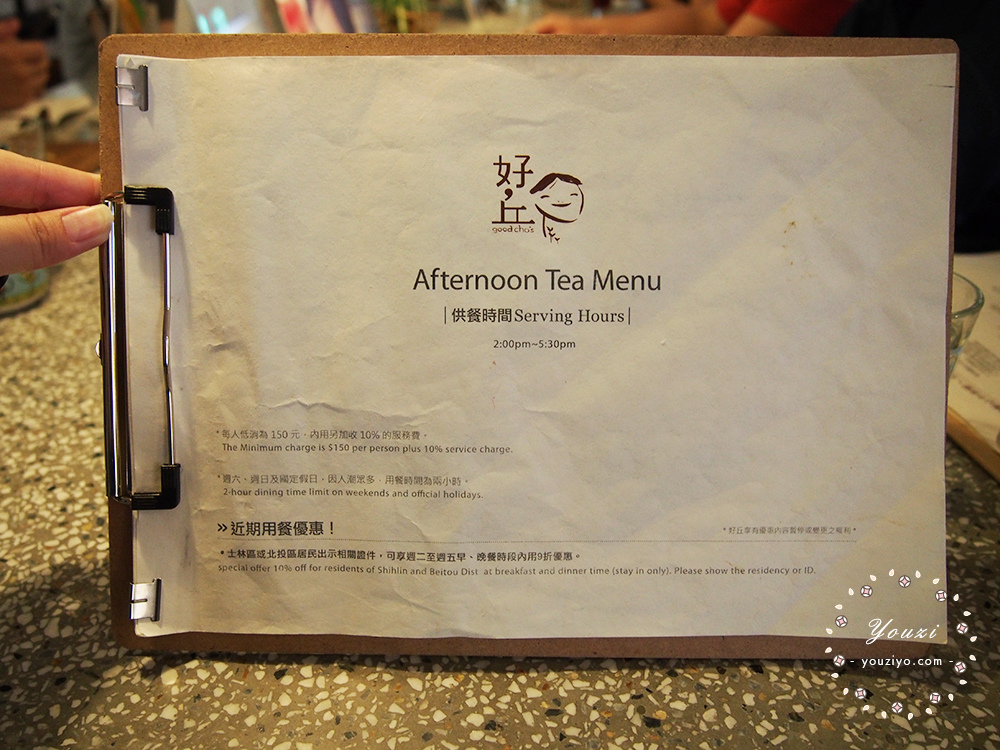 好,丘
good cho's
Afternoon Tea Menu
|供餐時間Serving Hours|
2:00pm~5:30pm
*每人低消為 150 元,內用另加收 10% 的服務費。
The Minimum charge is $150 per person plus 10% service charge.
*週六、週日及國定假日,因人潮眾多,用餐時間為兩小時。
2-hour dining time limit on weekends and official holidays.
»近期用餐優惠!
*好丘享有優惠內容暫停或變更之權利*
*士林區或北投區居民出示相關證件,可享週二至週五早、晚餐時段內用9折優惠。
special offer 10% off for residents of Shihlin and Beitou Dist at breakfast and dinner time (stay in only). Please show the residency or ID.
Youzi
- youziyo.com -